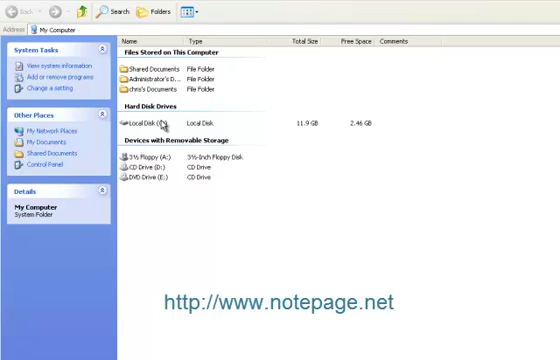 Back Search Folders
Address My Computer
System Tasks
View system information
Add or remove programs
Change a setting
Other Places
My Network Places
My Documents
Shared Documents
Control Panel
Details
My Computer
System Folder
Name Type Total Size Free Space Comments
Files Stored on This Computer
Shared Documents File Folder
Administrator's D... File Folder
chris's Documents File Folder
Hard Disk Drives
Local Disk Local Disk 11.9 GB 2.46 GB
Devices with Removable Storage
3½ Floppy (A:) 3½-Inch Floppy Disk
CD Drive (D:) CD Drive
DVD Drive (E:) CD Drive
http://www.notepage.net